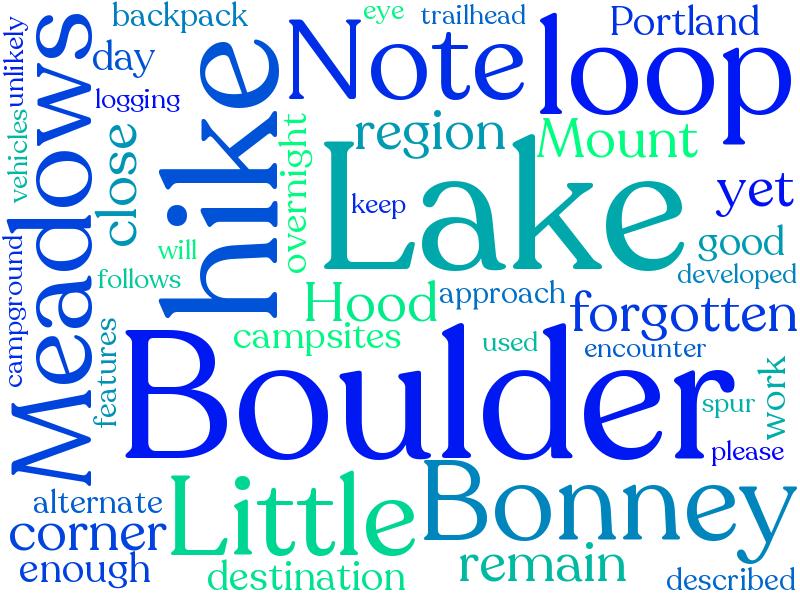 backpack
eye
trailhead
Portland
unlikely
day
Note
loop
logging
Meadows
vehicles
close
hike
overnight
region
Mount
Lake
keep
yet
will
good
follows
developed
campground
Hood
approach
forgotten
features
campsites
used
encounter
Boulder
spur
work
please
Little
Bonney
alternate
corner
enough
destination
remain
described